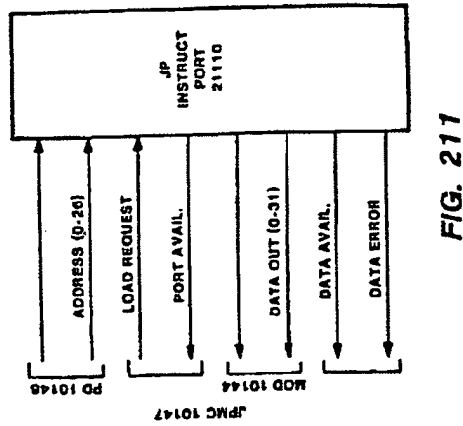 JP
INSTRUCT
PORT
21110
ADDRESS (0-26)
LOAD REQUEST
PORT AVAIL.
DATA OUT (0-31)
DATA AVAIL.
DATA ERROR
PD 10146
MOD 10144
JPMC 10147
FIG. 211